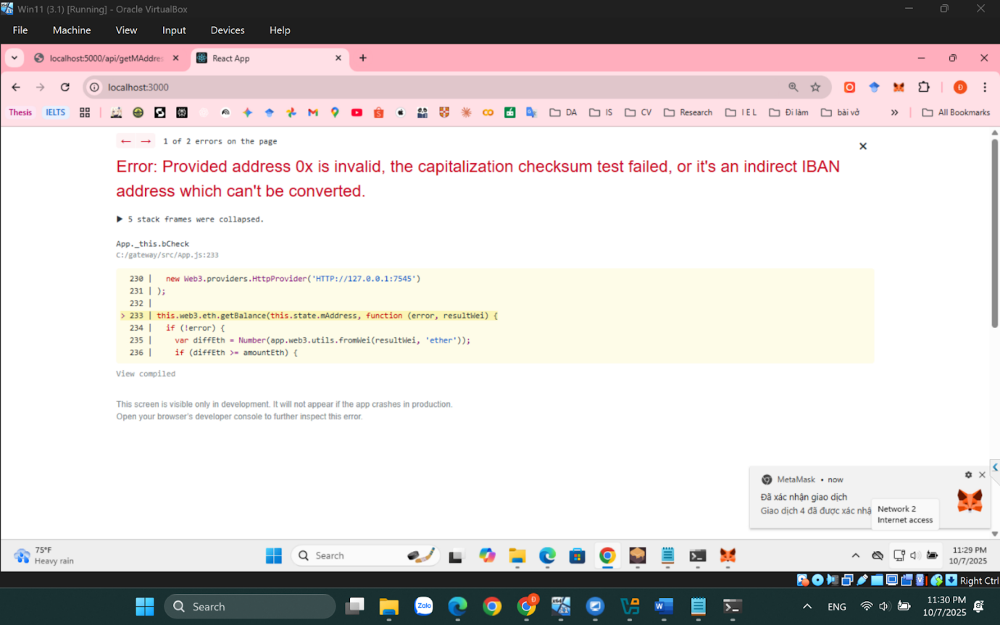 Win11 (3.1) [Running] - Oracle VirtualBox
File Machine View Input Devices Help
localhost:5000/api/getMAddres
React App
localhost:3000
Thesis IELTS DA IS CV Research I E L Đi làm bài vở » All Bookmarks
1 of 2 errors on the page
Error: Provided address 0x is invalid, the capitalization checksum test failed, or it's an indirect IBAN
address which can't be converted.
▶ 5 stack frames were collapsed.
App._this.bCheck
C:/gateway/src/App.js:233
230 | new Web3.providers.HttpProvider('HTTP://127.0.0.1:7545')
231 | );
232 |
> 233 | this.web3.eth.getBalance(this.state.mAddress, function (error, resultWei) {
234 | if (!error) {
235 | var diffEth = Number(app.web3.utils.fromWei(resultWei, 'ether'));
236 | if (diffEth >= amountEth) {
View compiled
This screen is visible only in development. It will not appear if the app crashes in production.
Open your browser's developer console to further inspect this error.
MetaMask • now
Đã xác nhận giao dịch
Giao dịch 4 đã được xác nhậ
Network 2
Internet access
75°F
Heavy rain
Search
11:29 PM
10/7/2025
Right Ctrl
Search
Zalo
ENG
11:30 PM
10/7/2025